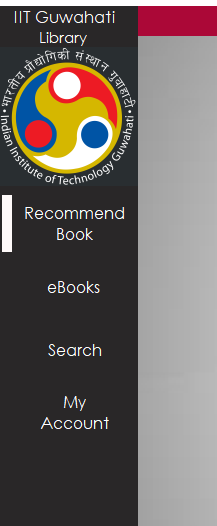 IIT Guwahati
Library
भारतीय प्रौद्योगिकी संस्थान गुवाहाटी
Indian Institute of Technology Guwahati
Recommend
Book
eBooks
Search
My
Account